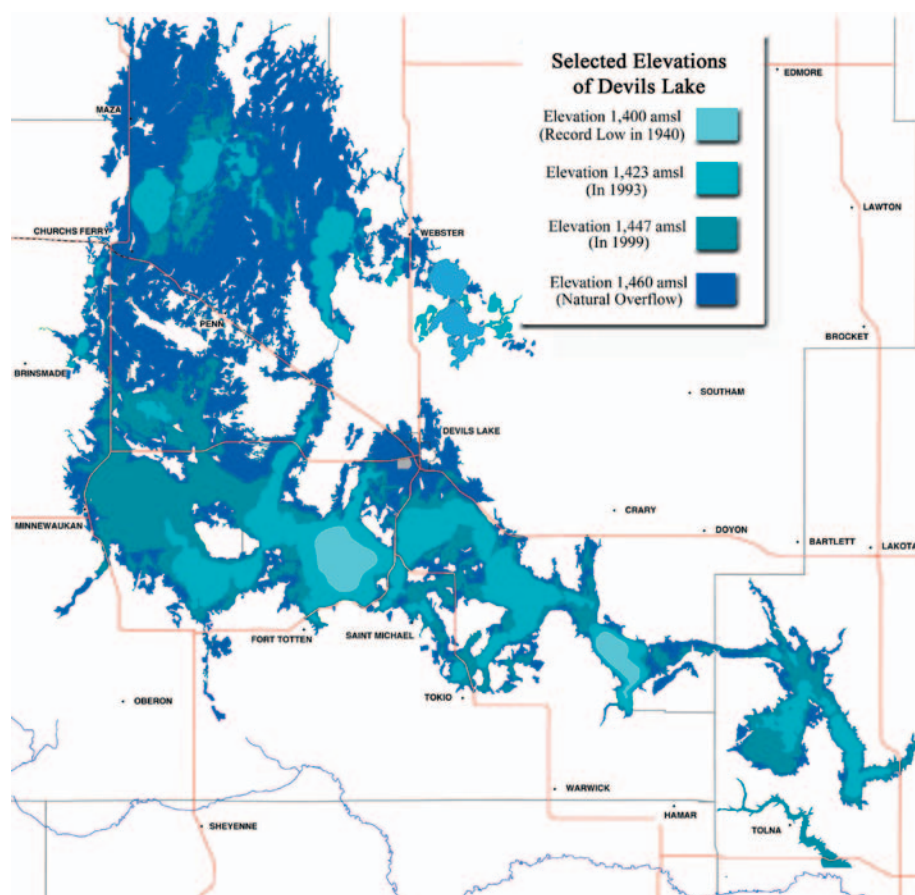 Selected Elevations
of Devils Lake
Elevation 1,400 amsl
(Record Low in 1940)
Elevation 1,423 amsl
(In 1993)
Elevation 1,447 amsl
(In 1999)
Elevation 1,460 amsl
(Natural Overflow)
EDMORE
MAZA
LAWTON
CHURCHS FERRY
WEBSTER
PENN
BROCKET
BRINSMADE
SOUTHAM
DEVILS LAKE
CRARY
MINNEWAUKAN
DOYON
BARTLETT
LAKOTA
FORT TOTTEN
SAINT MICHAEL
OBERON
TOKIO
WARWICK
HAMAR
SHEYENNE
TOLNA